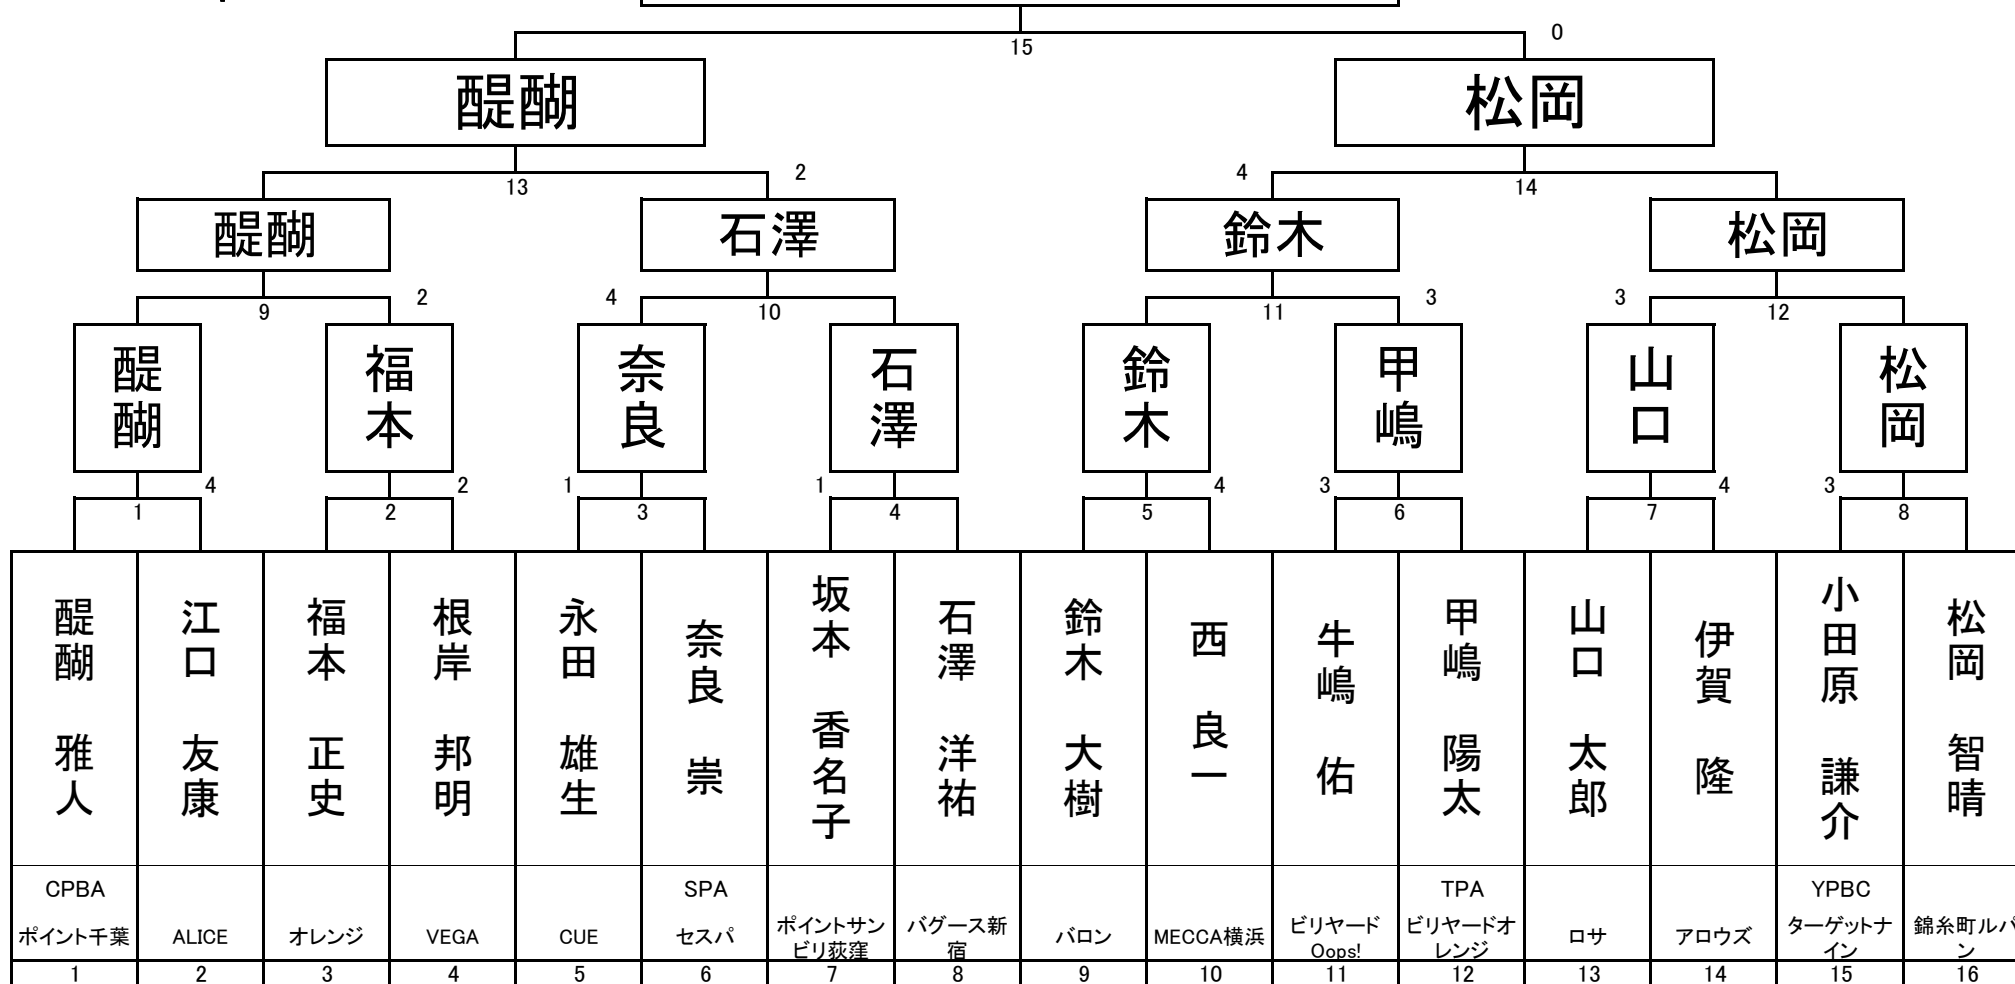 15
0
醍醐
松岡
13
2
4
14
醍醐
石澤
鈴木
松岡
9
2
4
10
11
3
3
12
醍醐
福本
奈良
石澤
鈴木
甲嶋
山口
松岡
4
2
1
1
4
3
4
3
1
2
3
4
5
6
7
8
醍醐 雅人
江口 友康
福本 正史
根岸 邦明
永田 雄生
奈良 崇
坂本 香名子
石澤 洋祐
鈴木 大樹
西 良一
牛嶋 佑
甲嶋 陽太
山口 太郎
伊賀 隆
小田原 謙介
松岡 智晴
CPBA
SPA
TPA
YPBC
ポイント千葉
ALICE
オレンジ
VEGA
CUE
セスパ
ポイントサン
ビリ荻窪
バグース新
宿
バロン
MECCA横浜
ビリヤード
Oops!
ビリヤードオ
レンジ
ロサ
アロウズ
ターゲットナ
イン
錦糸町ルパ
ン
1
2
3
4
5
6
7
8
9
10
11
12
13
14
15
16